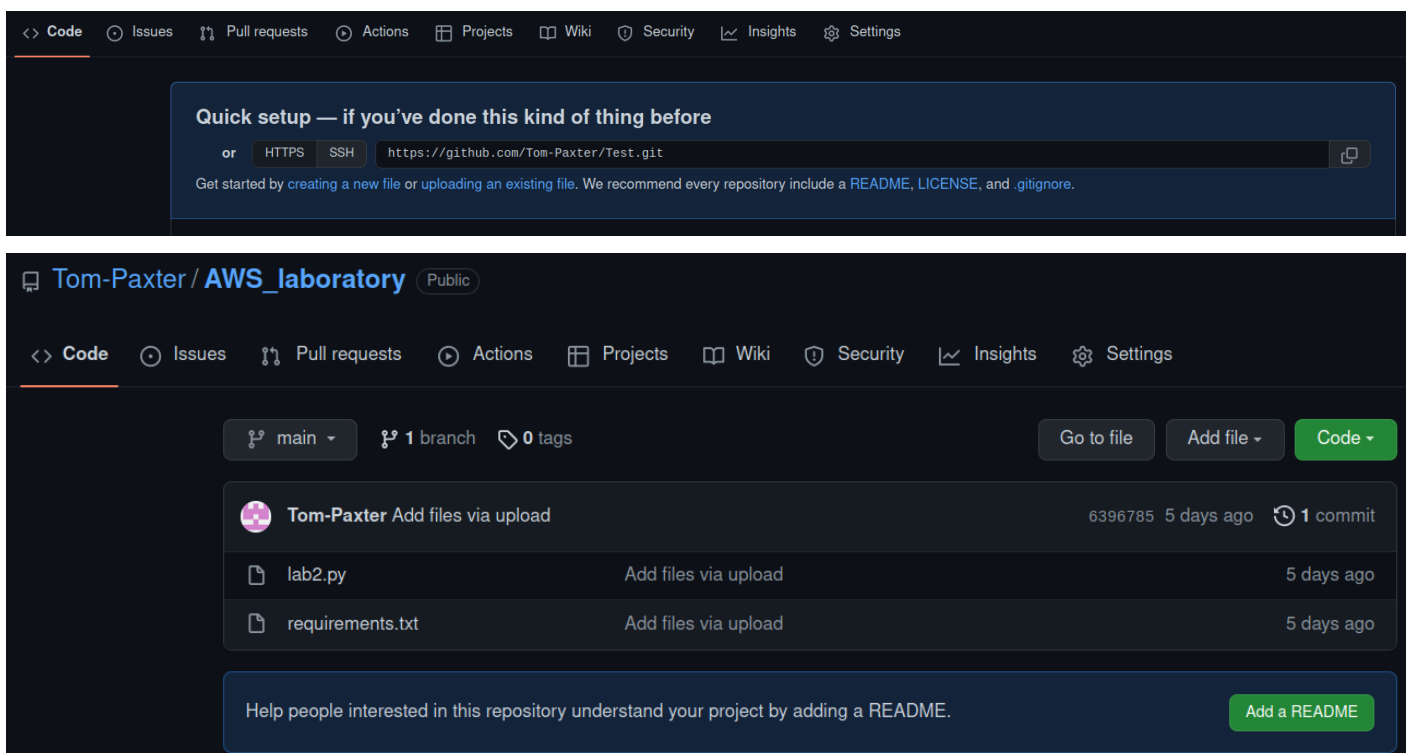 Code Issues Pull requests Actions Projects Wiki Security Insights Settings
Quick setup — if you’ve done this kind of thing before
or HTTPS SSH https://github.com/Tom-Paxter/Test.git
Get started by creating a new file or uploading an existing file. We recommend every repository include a README, LICENSE, and .gitignore.
Tom-Paxter / AWS_laboratory Public
Code Issues Pull requests Actions Projects Wiki Security Insights Settings
main 1 branch 0 tags Go to file Add file Code
Tom-Paxter Add files via upload 6396785 5 days ago 1 commit
lab2.py Add files via upload 5 days ago
requirements.txt Add files via upload 5 days ago
Help people interested in this repository understand your project by adding a README. Add a README